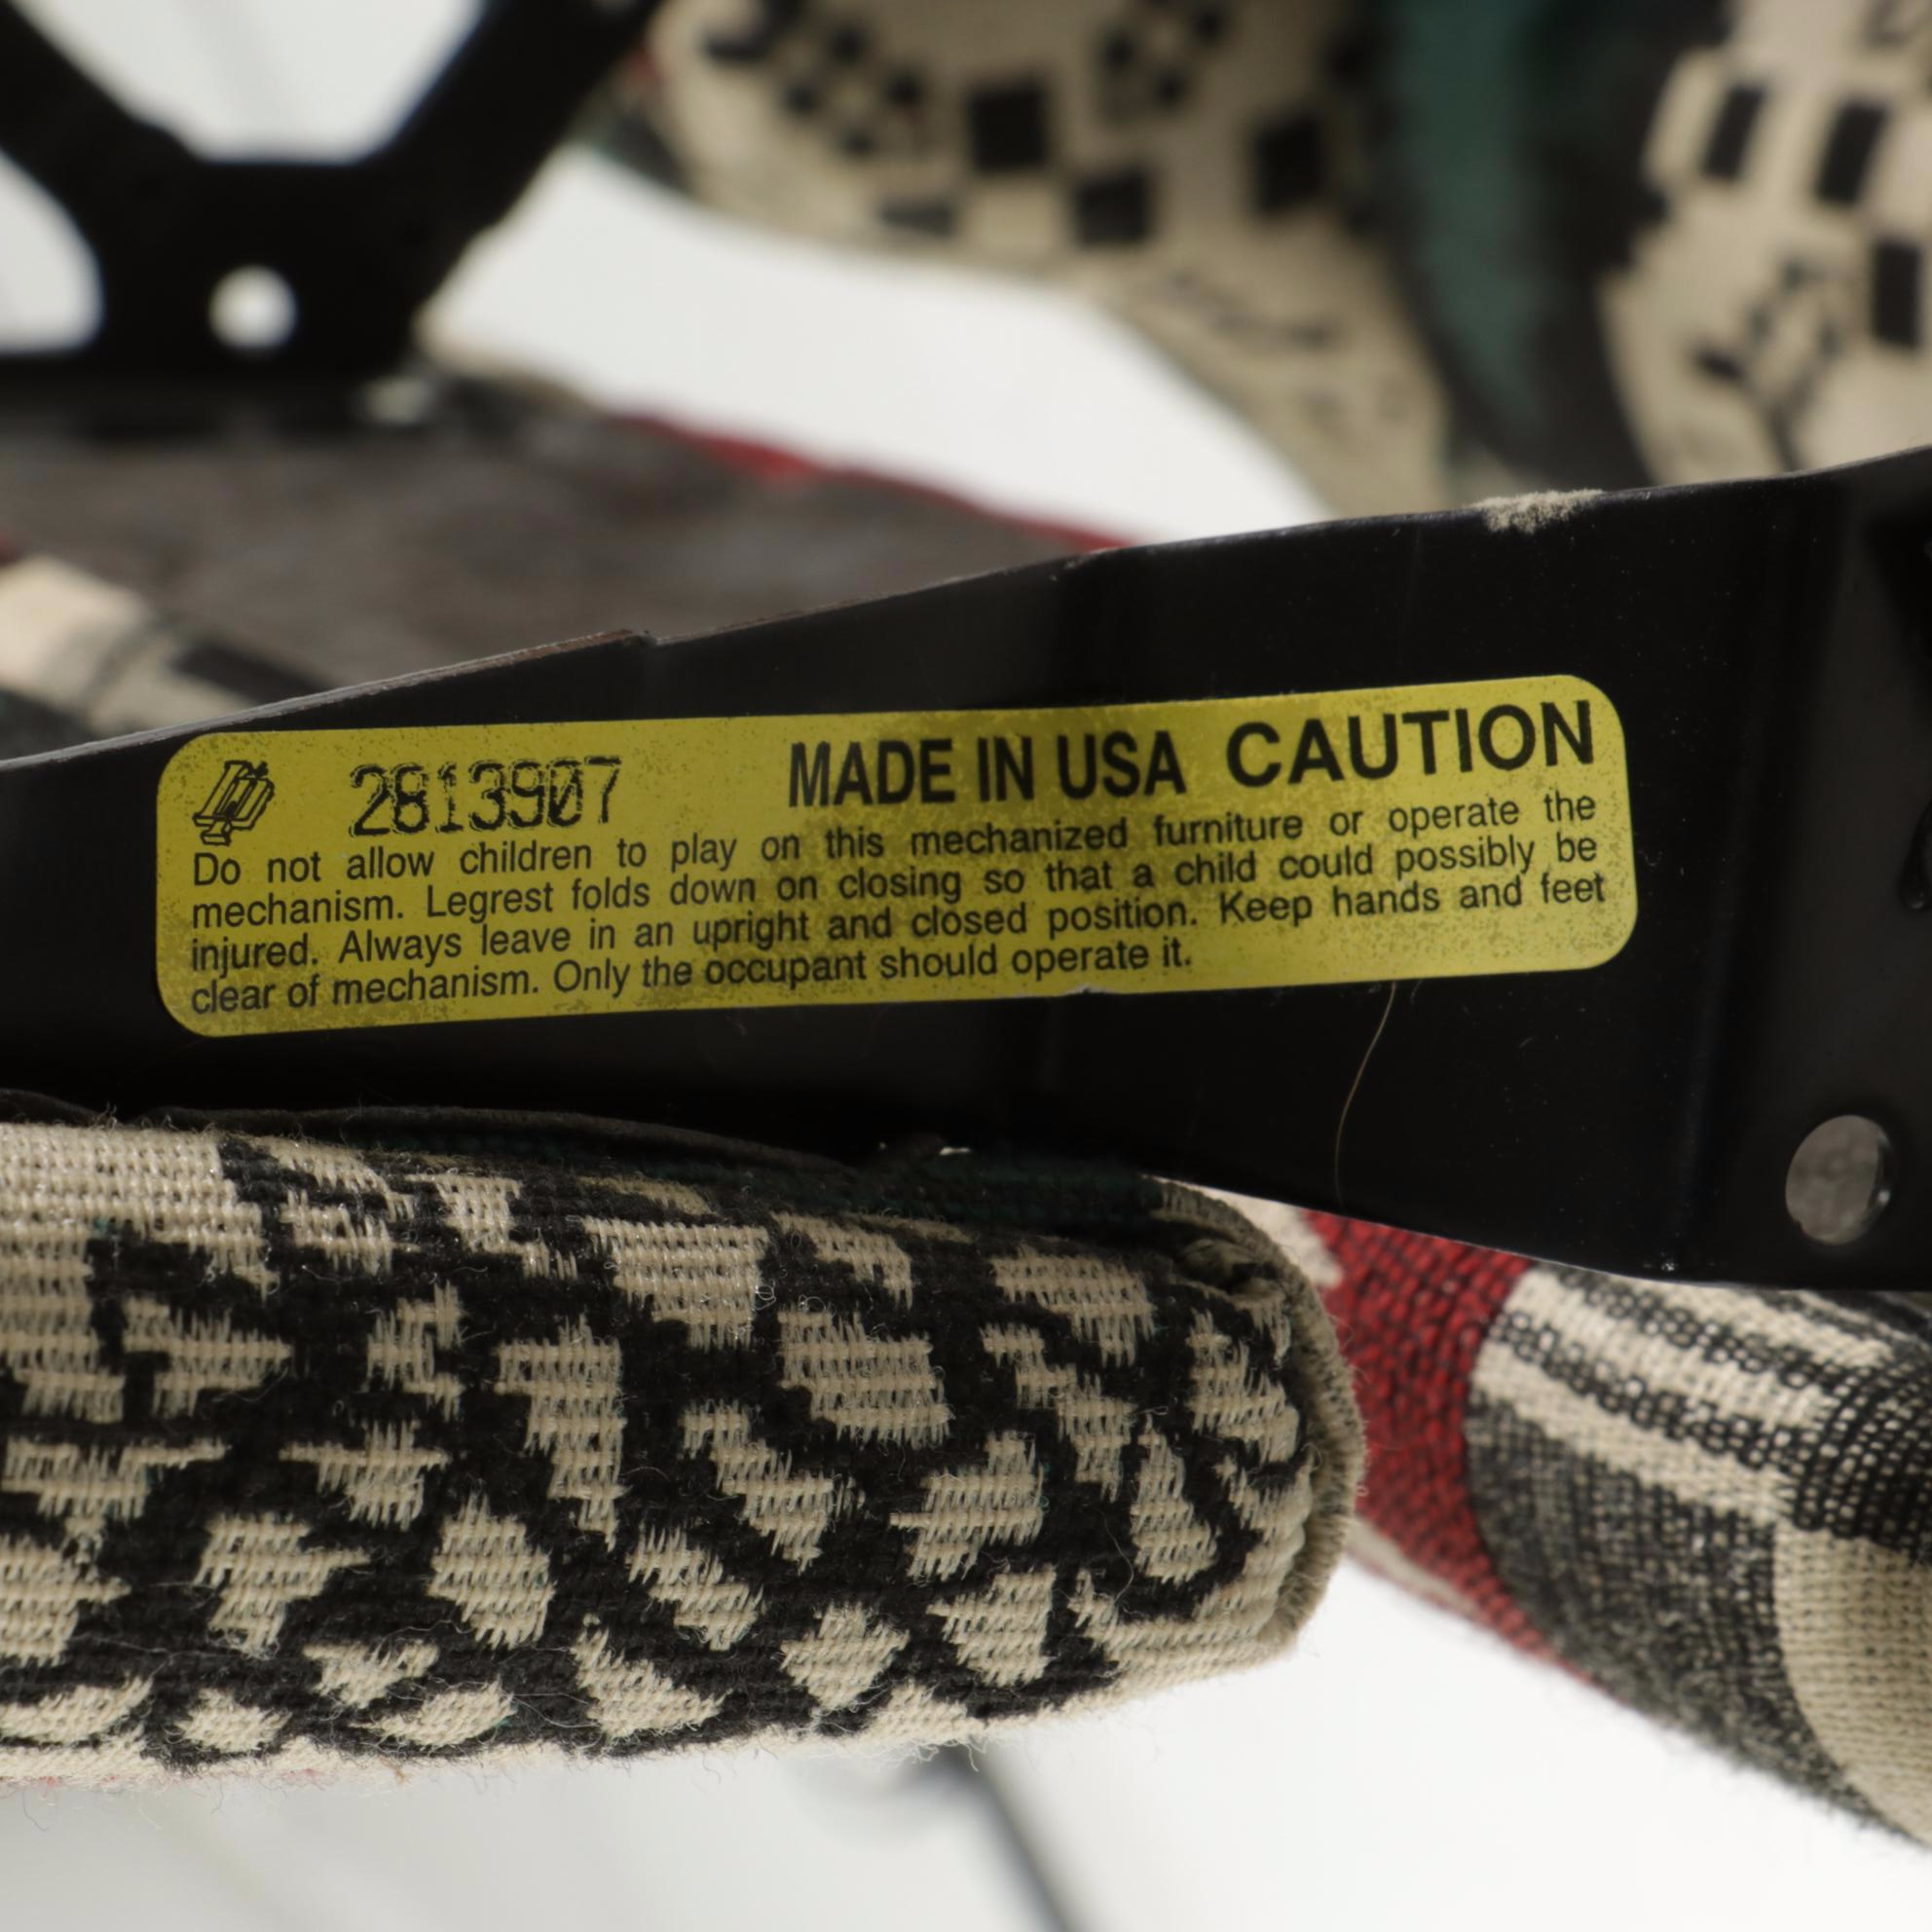 2813907 MADE IN USA CAUTION
Do not allow children to play on this mechanized furniture or operate the
mechanism. Legrest folds down on closing so that a child could possibly be
injured. Always leave in an upright and closed position. Keep hands and feet
clear of mechanism. Only the occupant should operate it.